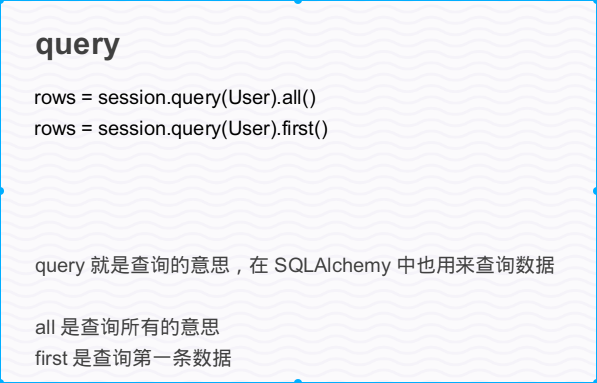 query
rows = session.query(User).all()
rows = session.query(User).first()
query 就是查询的意思，在 SQLAlchemy 中也用来查询数据
all 是查询所有的意思
first 是查询第一条数据